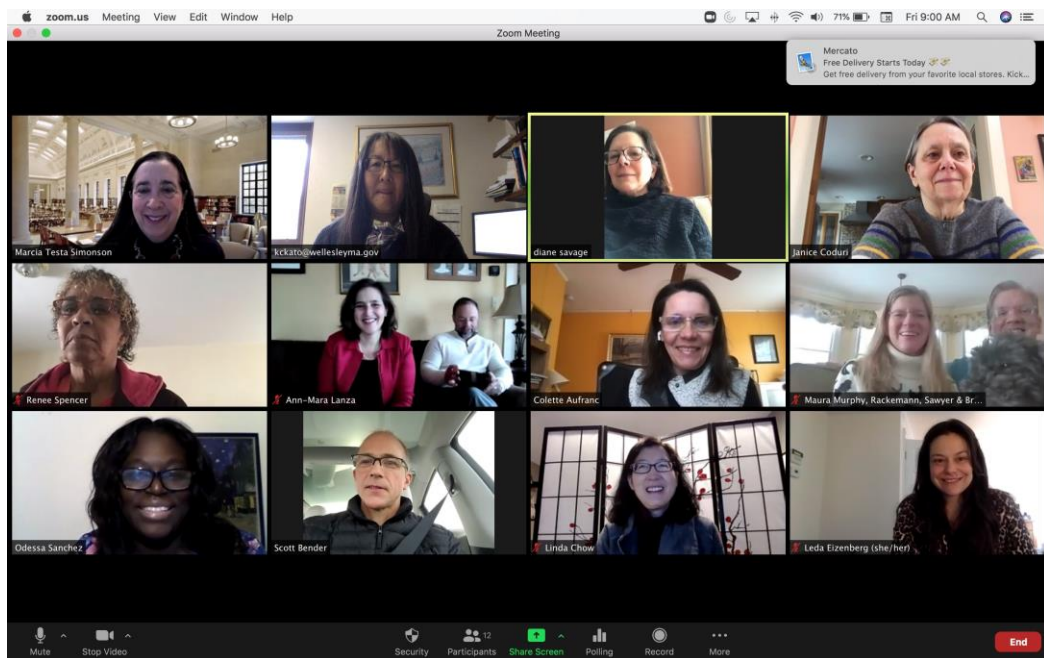 zoom.us Meeting View Edit Window Help
71%
Fri 9:00 AM
Zoom Meeting
Mercato
Free Delivery Starts Today
Get free delivery from your favorite local stores. Kick...
Marcia Testa Simonson
kckato@wellesleyma.gov
diane savage
Janice Coduri
Renee Spencer
Ann-Mara Lanza
Colette Aufranc
Maura Murphy, Rackemann, Sawyer & Br...
Odessa Sanchez
Scott Bender
Linda Chow
Leda Eizenberg (she/her)
Mute
Stop Video
Security
Participants 12
Share Screen
Polling
Record
More
End